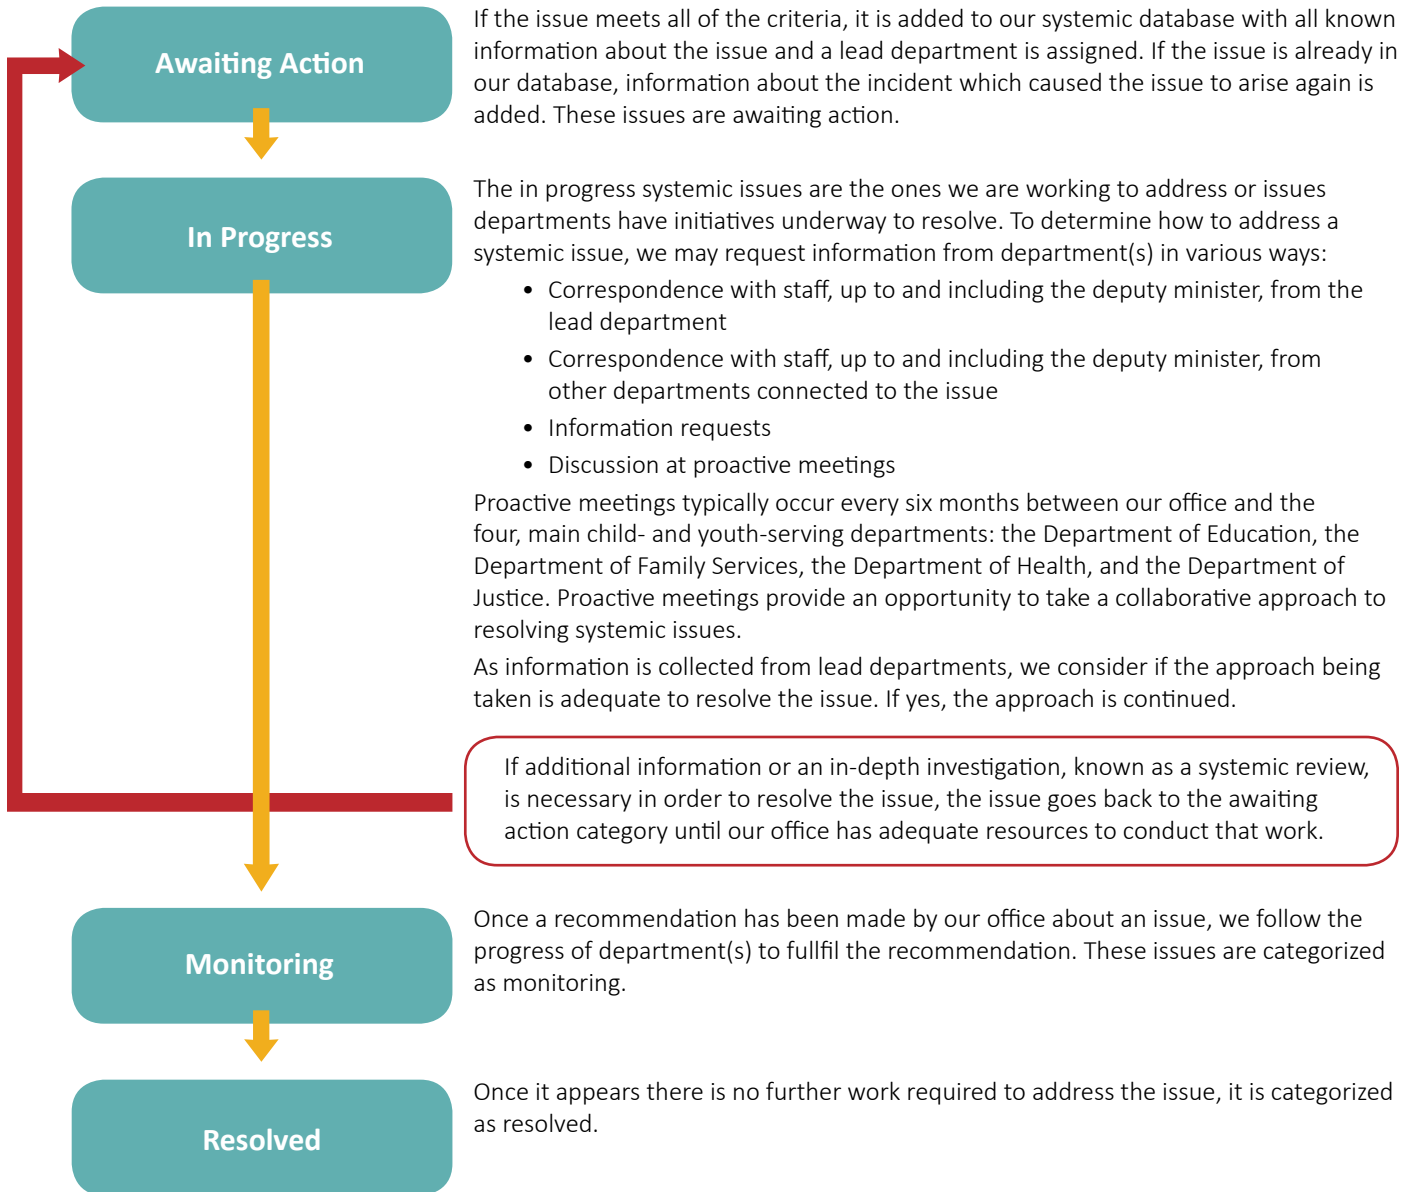 Awaiting Action
If the issue meets all of the criteria, it is added to our systemic database with all known
information about the issue and a lead department is assigned. If the issue is already in
our database, information about the incident which caused the issue to arise again is
added. These issues are awaiting action.
In Progress
The in progress systemic issues are the ones we are working to address or issues
departments have initiatives underway to resolve. To determine how to address a
systemic issue, we may request information from department(s) in various ways:
• Correspondence with staff, up to and including the deputy minister, from the
lead department
• Correspondence with staff, up to and including the deputy minister, from
other departments connected to the issue
• Information requests
• Discussion at proactive meetings
Proactive meetings typically occur every six months between our office and the
four, main child- and youth-serving departments: the Department of Education, the
Department of Family Services, the Department of Health, and the Department of
Justice. Proactive meetings provide an opportunity to take a collaborative approach to
resolving systemic issues.
As information is collected from lead departments, we consider if the approach being
taken is adequate to resolve the issue. If yes, the approach is continued.
If additional information or an in-depth investigation, known as a systemic review,
is necessary in order to resolve the issue, the issue goes back to the awaiting
action category until our office has adequate resources to conduct that work.
Monitoring
Once a recommendation has been made by our office about an issue, we follow the
progress of department(s) to fullfil the recommendation. These issues are categorized
as monitoring.
Resolved
Once it appears there is no further work required to address the issue, it is categorized
as resolved.